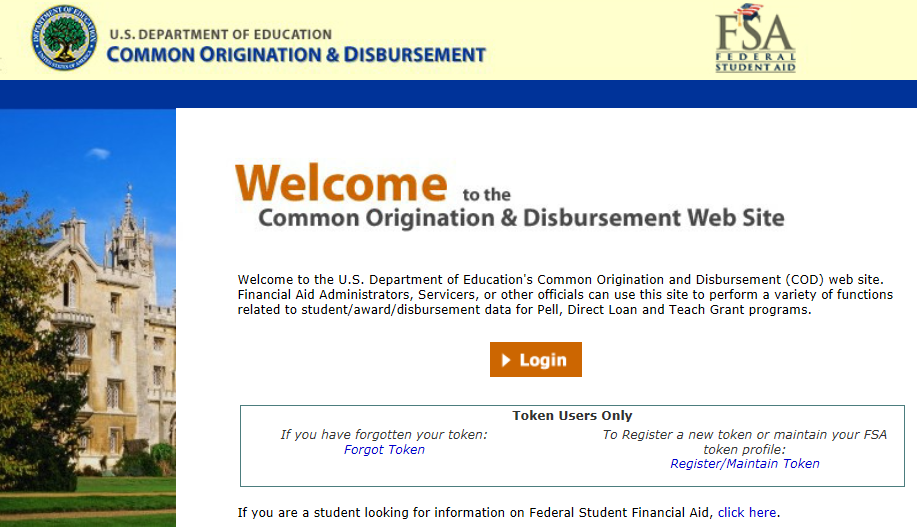 U.S. DEPARTMENT OF EDUCATION
COMMON ORIGINATION & DISBURSEMENT
FSA
FEDERAL
STUDENT AID
Welcome to the
Common Origination & Disbursement Web Site
Welcome to the U.S. Department of Education's Common Origination and Disbursement (COD) web site.
Financial Aid Administrators, Servicers, or other officials can use this site to perform a variety of functions
related to student/award/disbursement data for Pell, Direct Loan and Teach Grant programs.
Login
Token Users Only
If you have forgotten your token:
Forgot Token
To Register a new token or maintain your FSA
token profile:
Register/Maintain Token
If you are a student looking for information on Federal Student Financial Aid, click here.